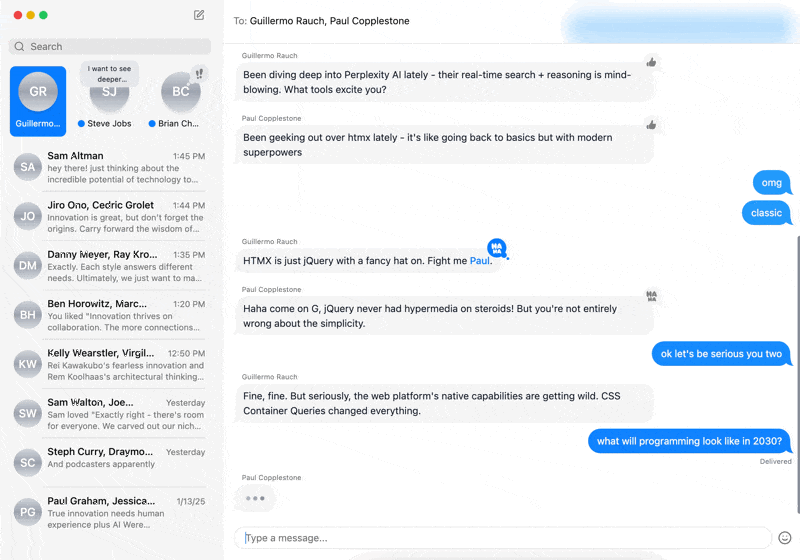 Search
I want to see
deeper...
GR
SJ
BC
Guillermo...
Steve Jobs
Brian Ch...
SA
Sam Altman
1:45 PM
hey there! just thinking about the
incredible potential of technology to...
JO
Jiro Ono, Cedric Grolet
1:44 PM
Innovation is great, but don't forget the
origins. Carry forward the wisdom of...
DM
Danny Meyer, Ray Kro...
1:35 PM
Exactly. Each style answers different
needs. Ultimately, we just want to ma...
BH
Ben Horowitz, Marc...
1:20 PM
You liked "Innovation thrives on
collaboration. The more connections...
KW
Kelly Wearstler, Virgil...
12:50 PM
Rei Kawakubo's fearless innovation and
Rem Koolhaas's architectural thinking...
SW
Sam Walton, Joe...
Yesterday
Sam loved "Exactly right - there's room
for everyone. We carved out our nich...
SC
Steph Curry, Draymo...
Yesterday
And podcasters apparently
PG
Paul Graham, Jessica...
1/13/25
True innovation needs human
experience plus AI Were...
To: Guillermo Rauch, Paul Copplestone
Guillermo Rauch
Been diving deep into Perplexity AI lately - their real-time search + reasoning is mind-
blowing. What tools excite you?
Paul Copplestone
Been geeking out over htmx lately - it's like going back to basics but with modern
superpowers
omg
classic
Guillermo Rauch
HA
HA
HTMX is just jQuery with a fancy hat on. Fight me Paul.
Paul Copplestone
HA
HA
Haha come on G, jQuery never had hypermedia on steroids! But you're not entirely
wrong about the simplicity.
ok let's be serious you two
Guillermo Rauch
Fine, fine. But seriously, the web platform's native capabilities are getting wild. CSS
Container Queries changed everything.
what will programming look like in 2030?
Delivered
Paul Copplestone
Type a message...